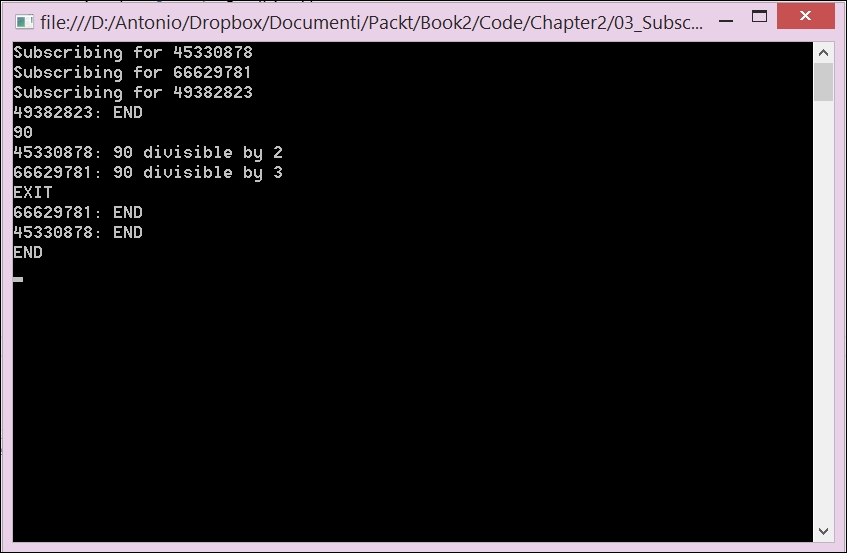 file:///D:/Antonio/Dropbox/Documenti/Packt/Book2/Code/Chapter2/03_Subsc...
Subscribing for 45330878
Subscribing for 66629781
Subscribing for 49382823
49382823: END
90
45330878: 90 divisible by 2
66629781: 90 divisible by 3
EXIT
66629781: END
45330878: END
END